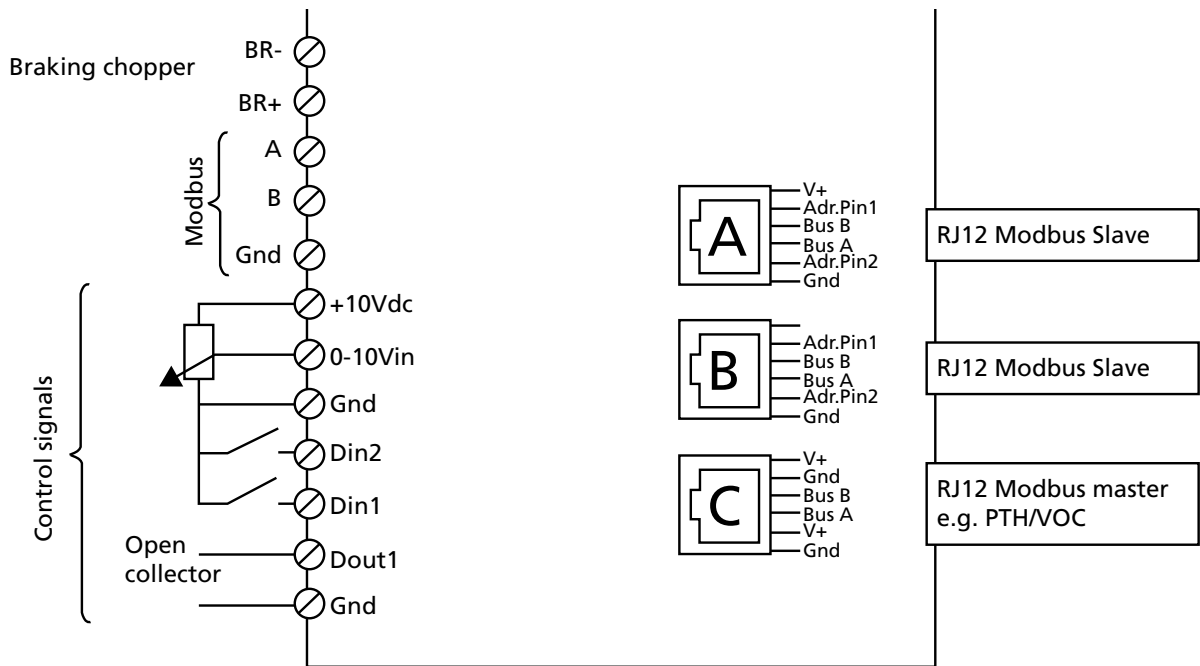 Braking chopper
BR-
BR+
Modbus
A
B
Gnd
Control signals
+10Vdc
0-10Vin
Gnd
Din2
Din1
Open
collector
Dout1
Gnd
A
V+
Adr.Pin1
Bus B
Bus A
Adr.Pin2
Gnd
RJ12 Modbus Slave
B
Adr.Pin1
Bus B
Bus A
Adr.Pin2
Gnd
RJ12 Modbus Slave
C
V+
Gnd
Bus B
Bus A
V+
Gnd
RJ12 Modbus master
e.g. PTH/VOC